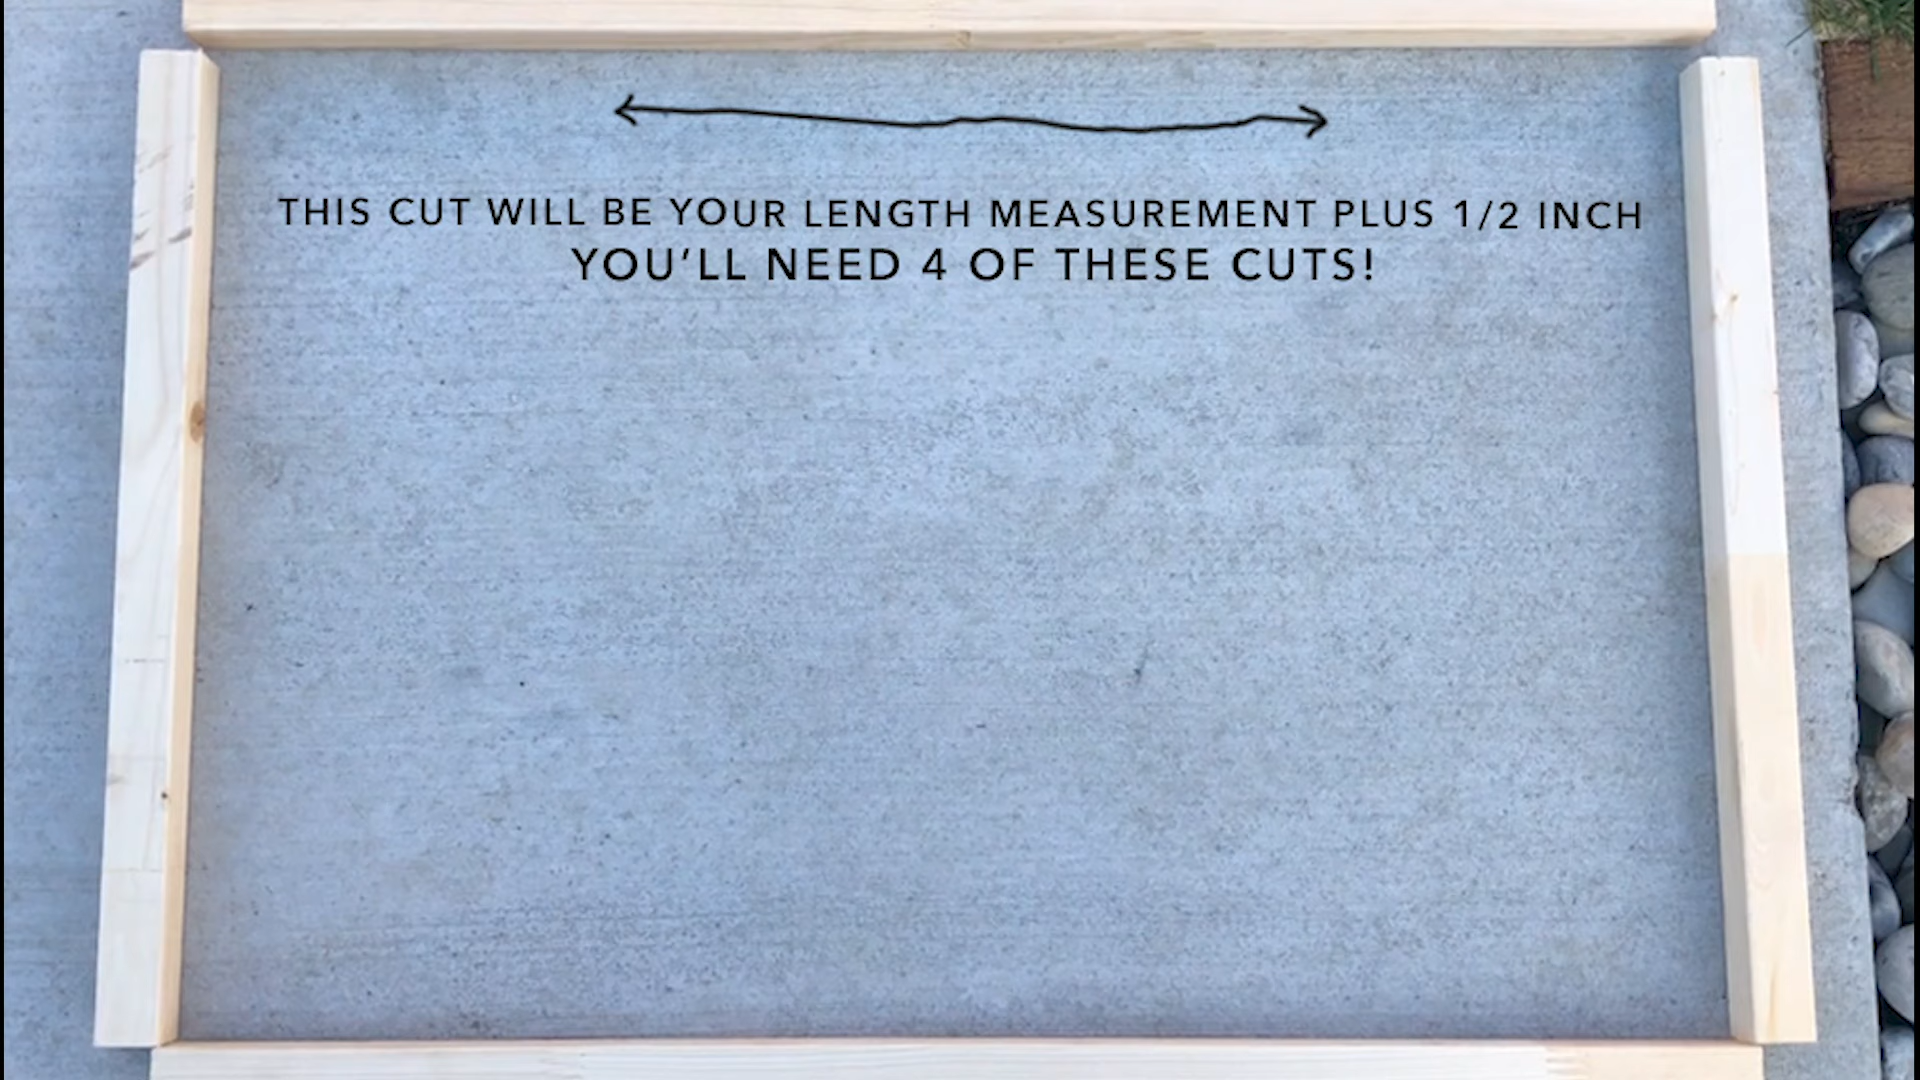 THIS CUT WILL BE YOUR LENGTH MEASUREMENT PLUS 1/2 INCH
YOU'LL NEED 4 OF THESE CUTS!